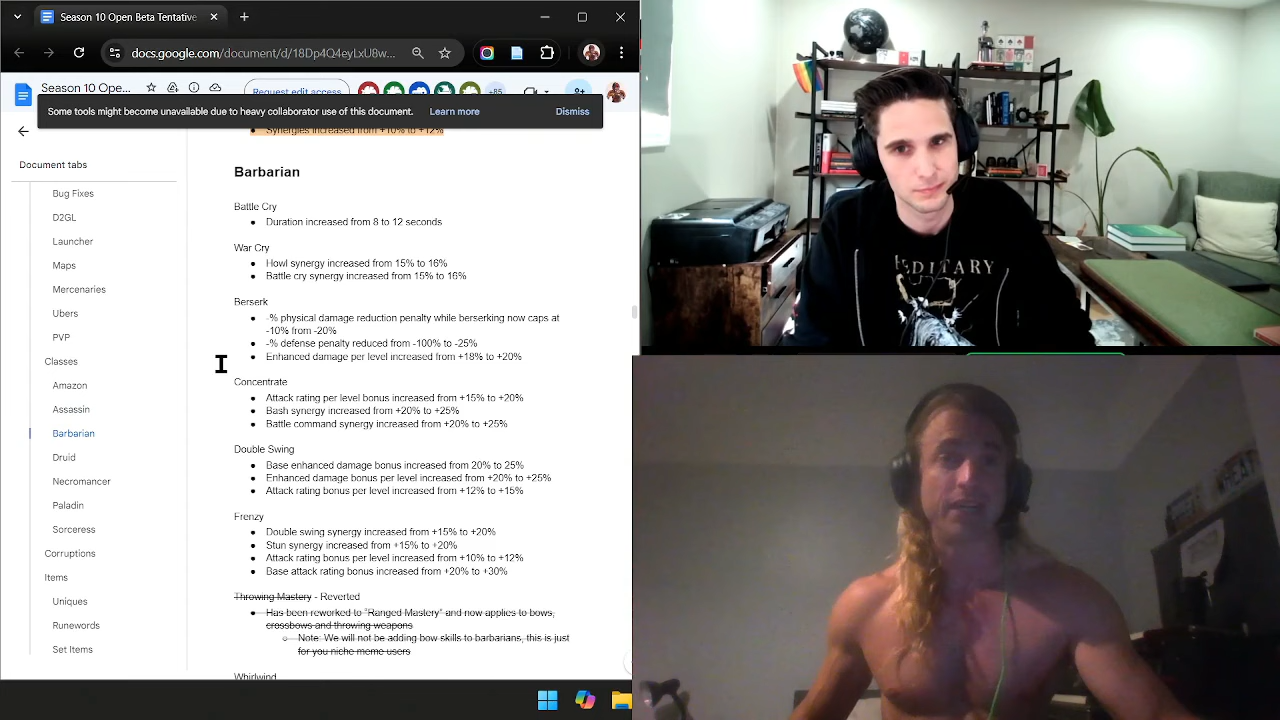 Season 10 Open Beta Tentative
docs.google.com/document/d/18Dp4Q4eyLxU8w...
Season 10 Ope...
Request edit access
+85
Some tools might become unavailable due to heavy collaborator use of this document.
Learn more
Dismiss
Document tabs
Bug Fixes
D2GL
Launcher
Maps
Mercenaries
Ubers
PVP
Classes
Amazon
Assassin
Barbarian
Druid
Necromancer
Paladin
Sorceress
Corruptions
Items
Uniques
Runewords
Set Items
Synergies increased from +10% to +12%
Barbarian
Battle Cry
Duration increased from 8 to 12 seconds
War Cry
Howl synergy increased from 15% to 16%
Battle cry synergy increased from 15% to 16%
Berserk
-% physical damage reduction penalty while berserking now caps at
-10% from -20%
-% defense penalty reduced from -100% to -25%
Enhanced damage per level increased from +18% to +20%
Concentrate
Attack rating per level bonus increased from +15% to +20%
Bash synergy increased from +20% to +25%
Battle command synergy increased from +20% to +25%
Double Swing
Base enhanced damage bonus increased from 20% to 25%
Enhanced damage bonus per level increased from +20% to +25%
Attack rating bonus per level increased from +12% to +15%
Frenzy
Double swing synergy increased from +15% to +20%
Stun synergy increased from +15% to +20%
Attack rating bonus per level increased from +10% to +12%
Base attack rating bonus increased from +20% to +30%
Throwing Mastery - Reverted
Has been reworked to "Ranged Mastery" and now applies to bows,
crossbows and throwing weapons
Note: We will not be adding bow skills to barbarians, this is just
for you niche meme users
Whirlwind
EDITARY